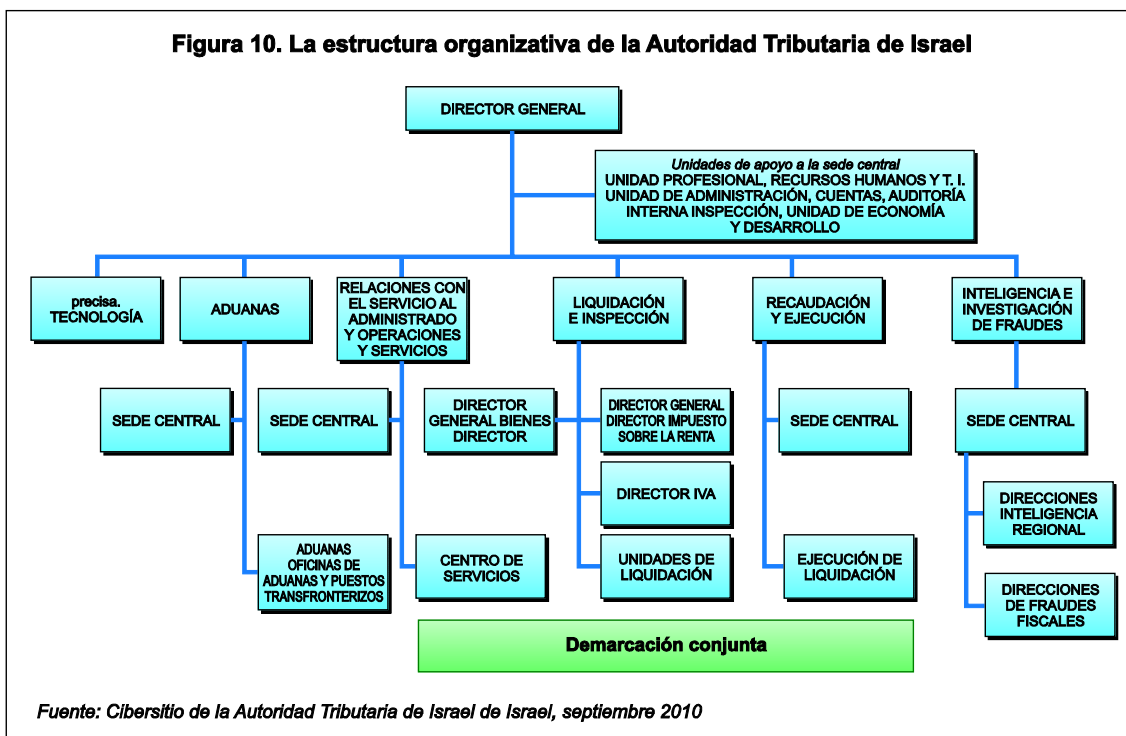 Figura 10. La estructura organizativa de la Autoridad Tributaria de Israel
DIRECTOR GENERAL
Unidades de apoyo a la sede central
UNIDAD PROFESIONAL, RECURSOS HUMANOS Y T. I.
UNIDAD DE ADMINISTRACIÓN, CUENTAS, AUDITORÍA
INTERNA INSPECCIÓN, UNIDAD DE ECONOMÍA
Y DESARROLLO
precisa.
TECNOLOGÍA
ADUANAS
RELACIONES CON
EL SERVICIO AL
ADMINISTRADO
Y OPERACIONES
Y SERVICIOS
LIQUIDACIÓN
E INSPECCIÓN
RECAUDACIÓN
Y EJECUCIÓN
INTELIGENCIA E
INVESTIGACIÓN
DE FRAUDES
SEDE CENTRAL
SEDE CENTRAL
DIRECTOR
GENERAL BIENES
DIRECTOR
DIRECTOR GENERAL
DIRECTOR IMPUESTO
SOBRE LA RENTA
SEDE CENTRAL
SEDE CENTRAL
DIRECTOR IVA
DIRECCIONES
INTELIGENCIA
REGIONAL
ADUANAS
OFICINAS DE
ADUANAS Y PUESTOS
TRANSFRONTERIZOS
CENTRO DE
SERVICIOS
UNIDADES DE
LIQUIDACIÓN
EJECUCIÓN DE
LIQUIDACIÓN
DIRECCIONES
DE FRAUDES
FISCALES
Demarcación conjunta
Fuente: Cibersitio de la Autoridad Tributaria de Israel de Israel, septiembre 2010